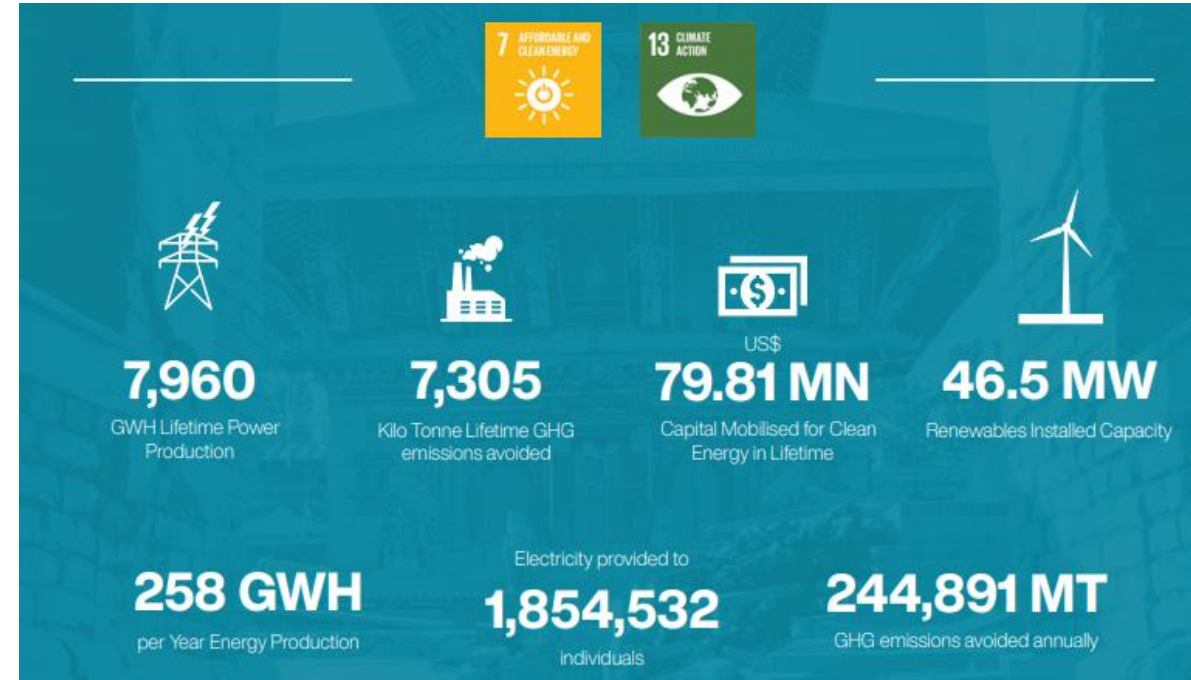 7 AFFORDABLE AND
CLEAN ENERGY
13 CLIMATE
ACTION
7,960
GWH Lifetime Power
Production
7,305
Kilo Tonne Lifetime GHG
emissions avoided
US$
79.81 MN
Capital Mobilised for Clean
Energy in Lifetime
46.5 MW
Renewables Installed Capacity
258 GWH
per Year Energy Production
Electricity provided to
1,854,532
individuals
244,891 MT
GHG emissions avoided annually